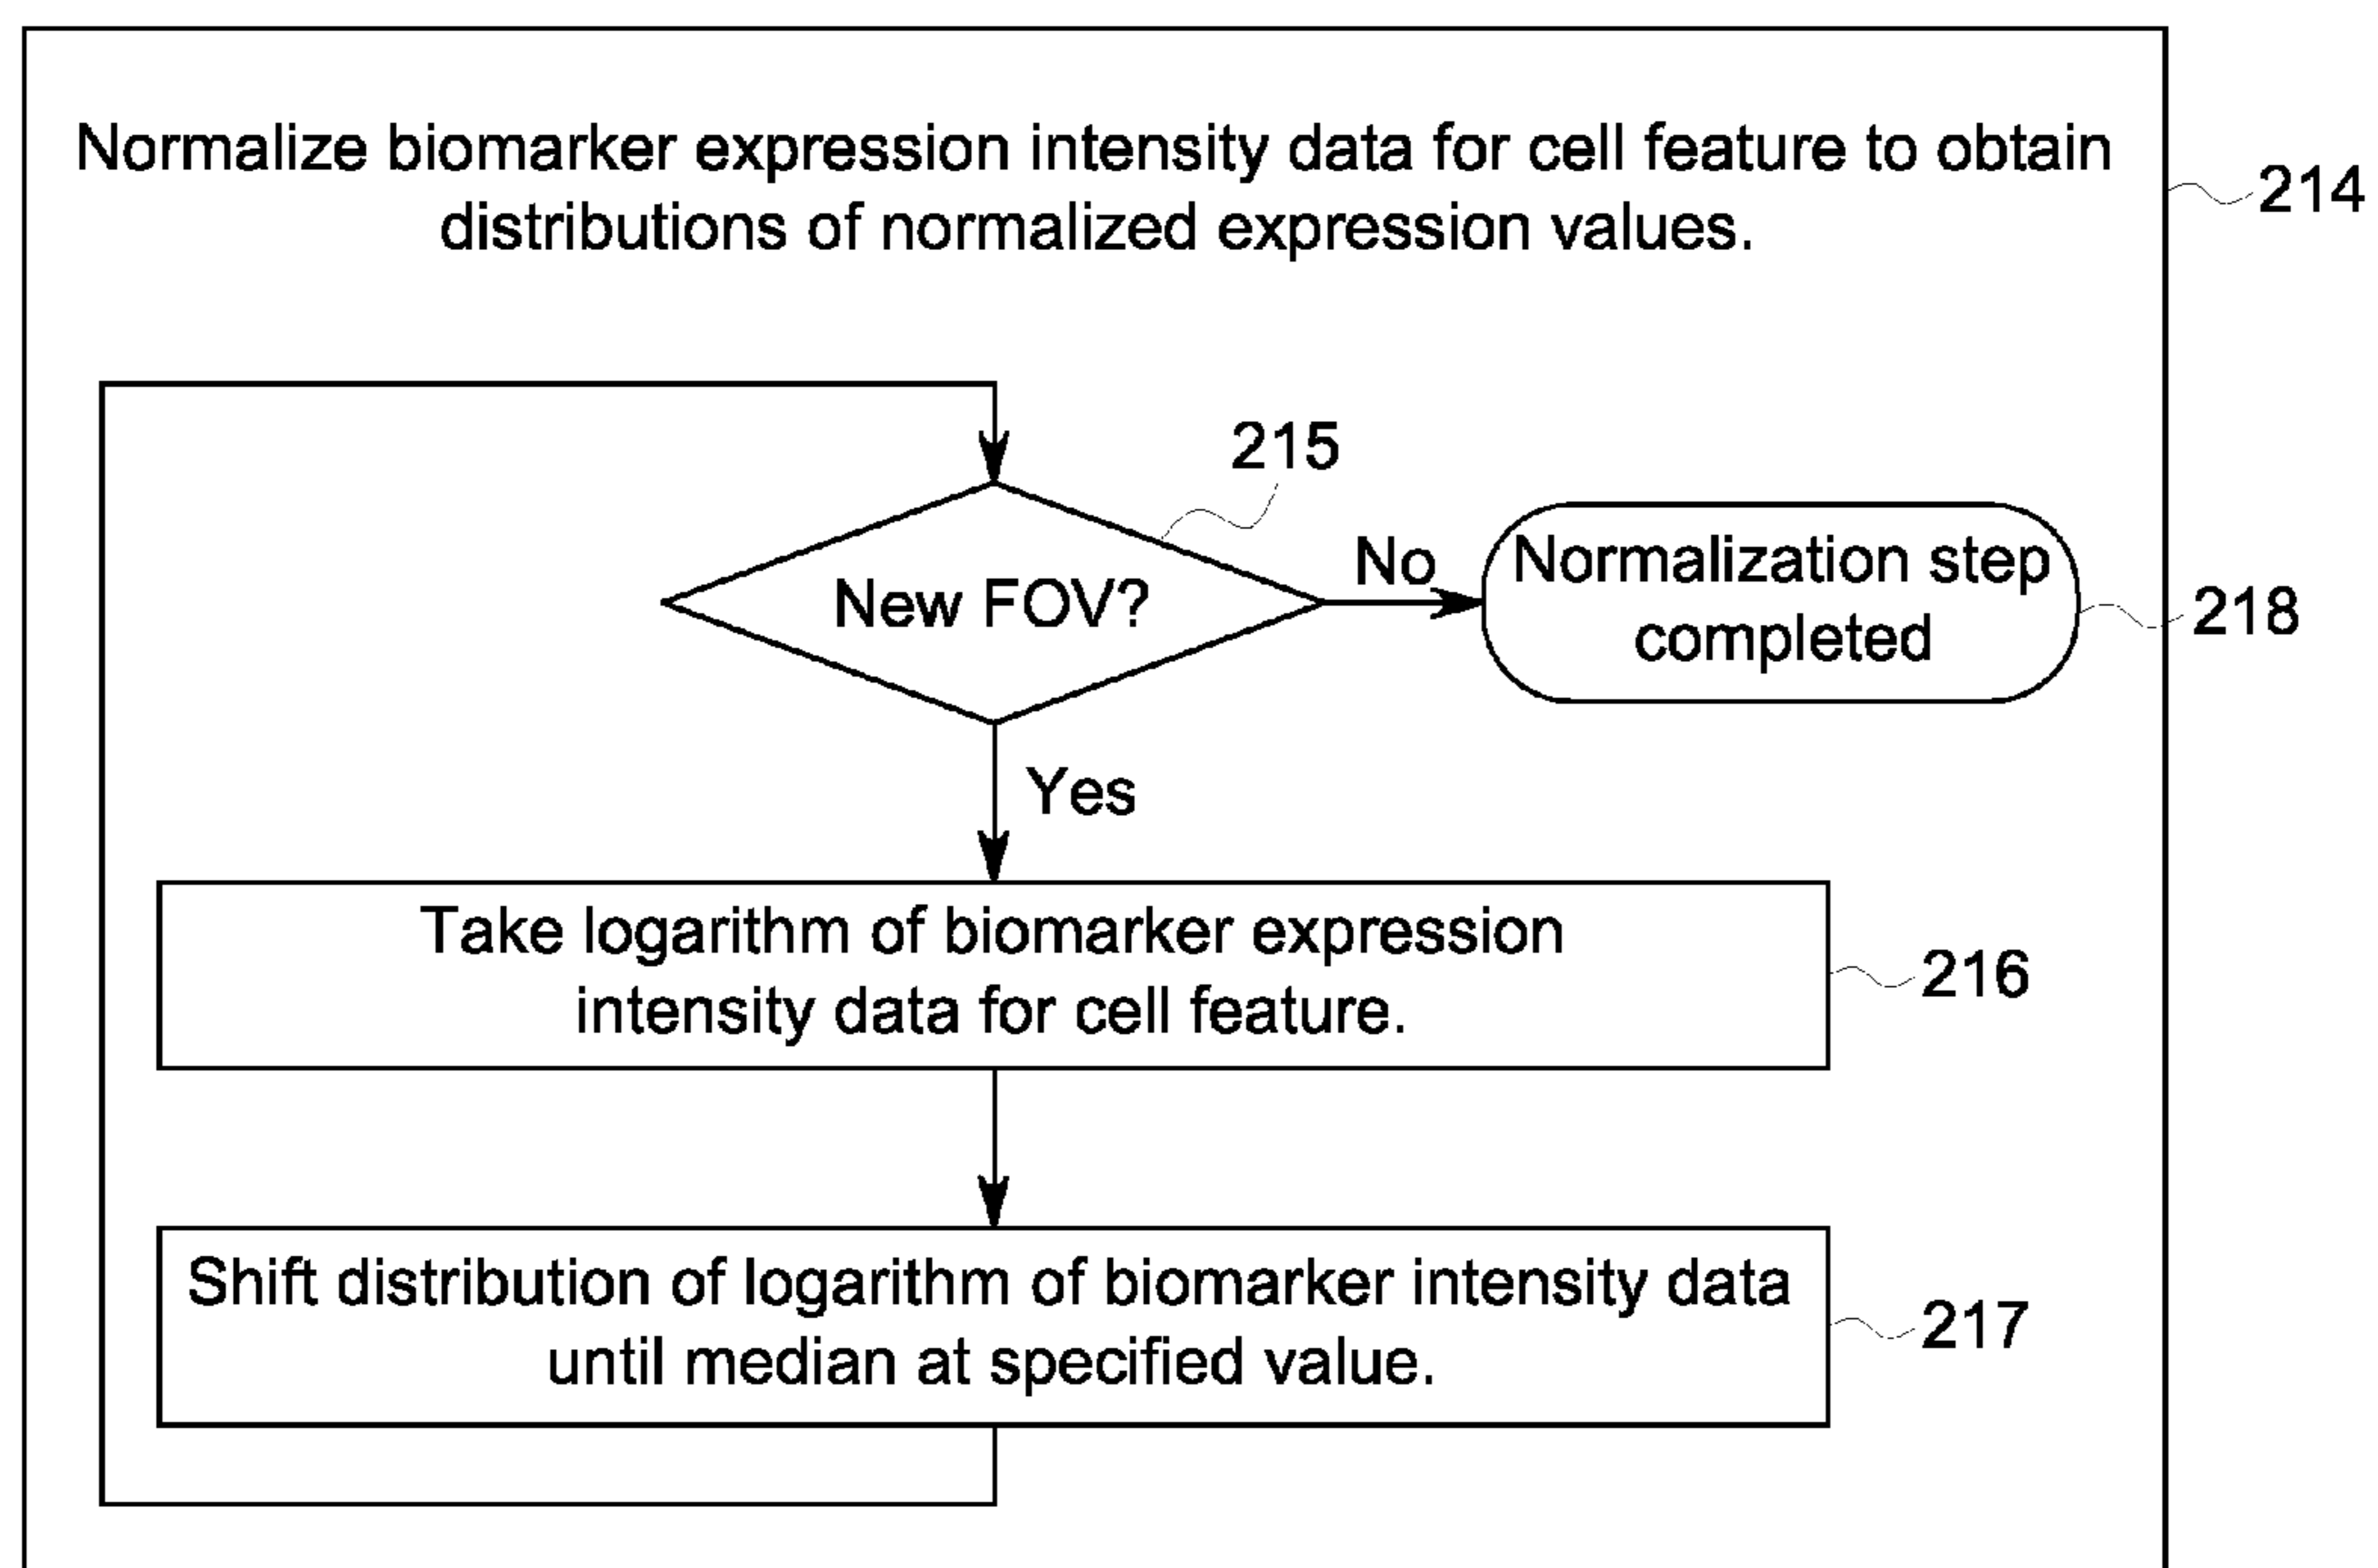 Normalize biomarker expression intensity data for cell feature to obtain
distributions of normalized expression values.
214
215
New FOV?
No
Normalization step
completed
218
Yes
Take logarithm of biomarker expression
intensity data for cell feature.
216
Shift distribution of logarithm of biomarker intensity data
until median at specified value.
217